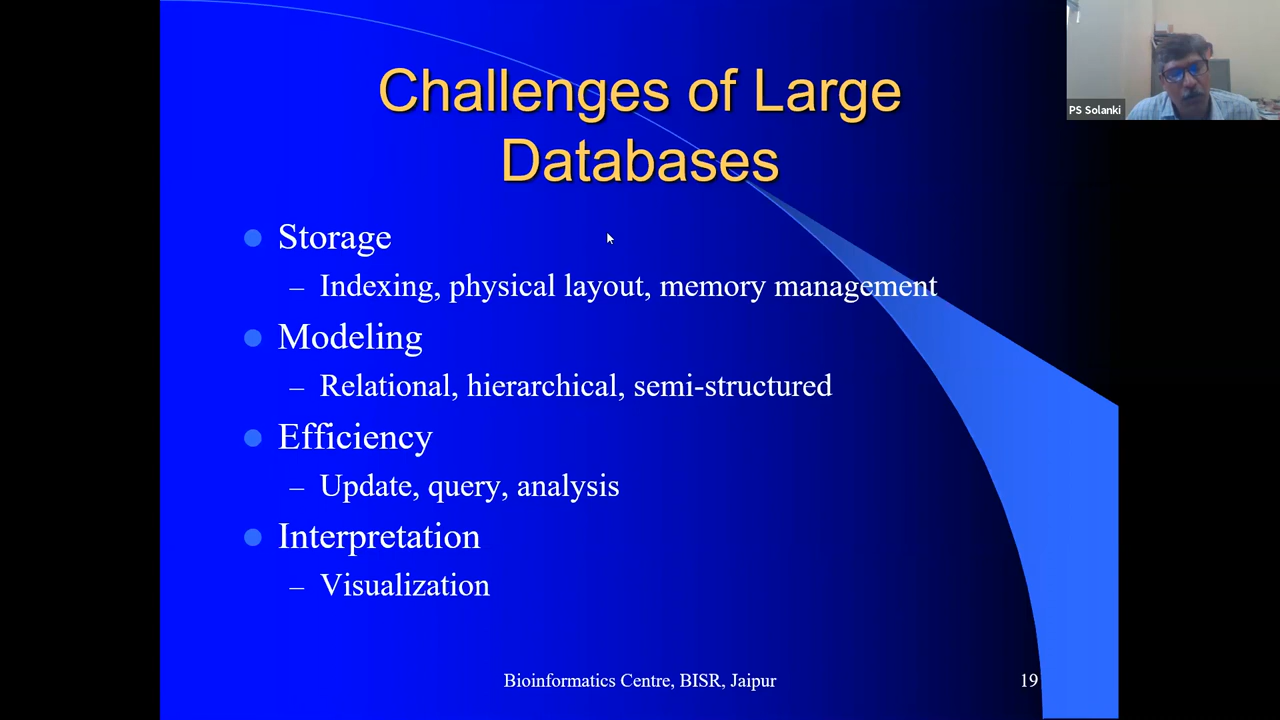 Challenges of Large
Databases
PS Solanki
Storage
– Indexing, physical layout, memory management
Modeling
– Relational, hierarchical, semi-structured
Efficiency
– Update, query, analysis
Interpretation
– Visualization
Bioinformatics Centre, BISR, Jaipur
19